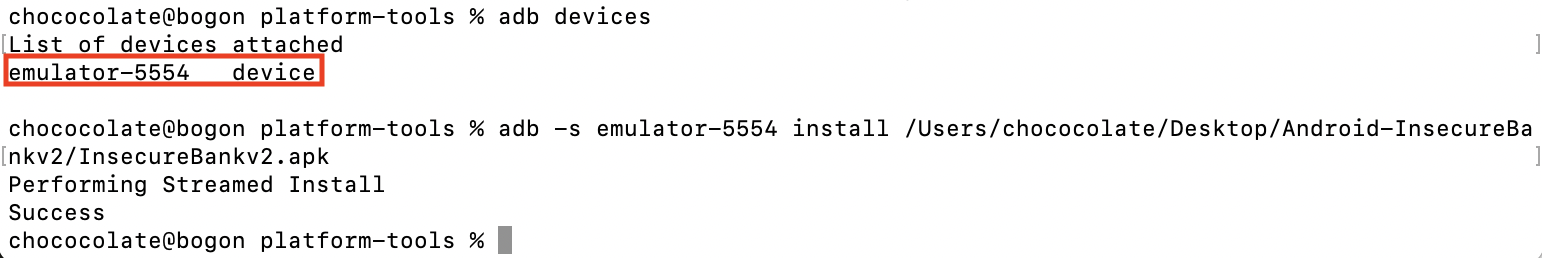 chococolate@bogon platform-tools % adb devices
[List of devices attached ]
emulator-5554   device
chococolate@bogon platform-tools % adb -s emulator-5554 install /Users/chococolate/Desktop/Android-InsecureBa
[nkv2/InsecureBankv2.apk ]
Performing Streamed Install
Success
chococolate@bogon platform-tools %